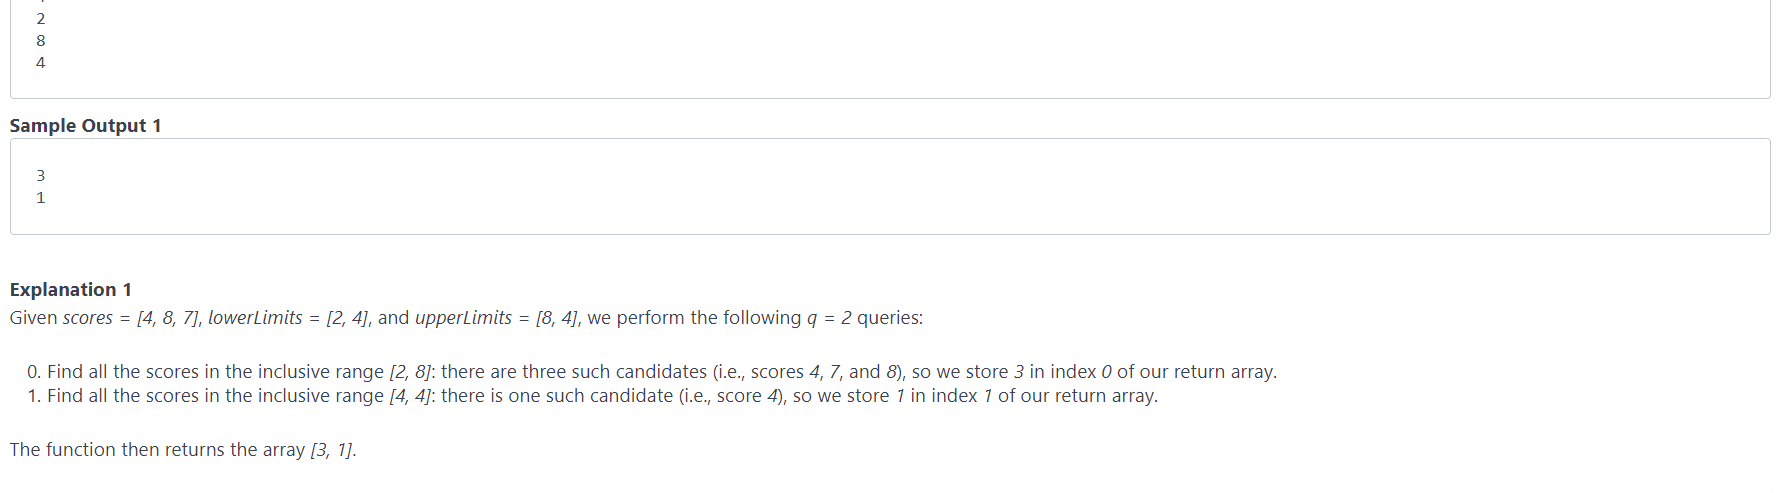 2
8
4
Sample Output 1
3
1
Explanation 1
Given scores = [4, 8, 7], lowerLimits = [2, 4], and upperLimits = [8, 4], we perform the following q = 2 queries:
0. Find all the scores in the inclusive range [2, 8]: there are three such candidates (i.e., scores 4, 7, and 8), so we store 3 in index 0 of our return array.
1. Find all the scores in the inclusive range [4, 4]: there is one such candidate (i.e., score 4), so we store 1 in index 1 of our return array.
The function then returns the array [3, 1].